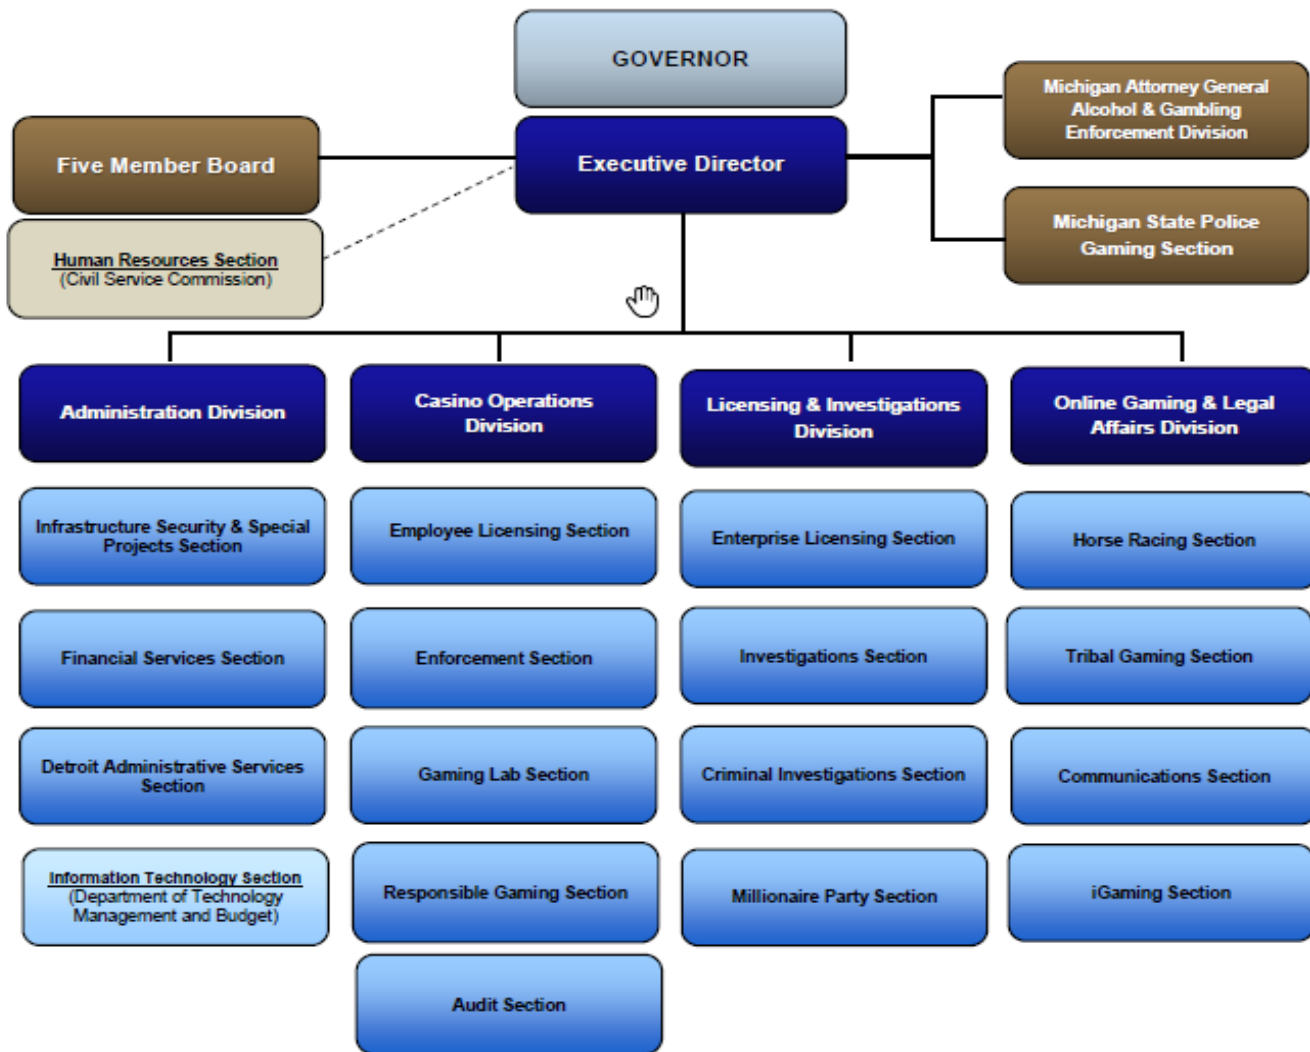 GOVERNOR
Michigan Attorney General
Alcohol & Gambling
Enforcement Division
Five Member Board
Executive Director
Michigan State Police
Gaming Section
Human Resources Section
(Civil Service Commission)
Administration Division
Casino Operations
Division
Licensing & Investigations
Division
Online Gaming & Legal
Affairs Division
Infrastructure Security & Special
Projects Section
Employee Licensing Section
Enterprise Licensing Section
Horse Racing Section
Financial Services Section
Enforcement Section
Investigations Section
Tribal Gaming Section
Detroit Administrative Services
Section
Gaming Lab Section
Criminal Investigations Section
Communications Section
Information Technology Section
(Department of Technology
Management and Budget)
Responsible Gaming Section
Millionaire Party Section
iGaming Section
Audit Section